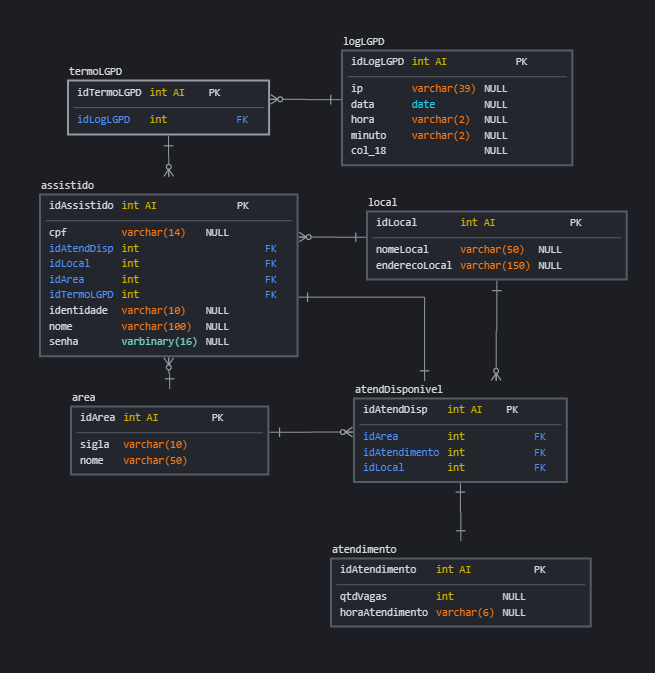 logLGPD
idLogLGPD int AI PK
ip varchar(39) NULL
data date NULL
hora varchar(2) NULL
minuto varchar(2) NULL
col_18 NULL
termoLGPD
idTermoLGPD int AI PK
idLogLGPD int FK
assistido
idAssistido int AI PK
cpf varchar(14) NULL
idAtendDisp int FK
idLocal int FK
idArea int FK
idTermoLGPD int FK
identidade varchar(10) NULL
nome varchar(100) NULL
senha varbinary(16) NULL
local
idLocal int AI PK
nomeLocal varchar(50) NULL
enderecoLocal varchar(150) NULL
area
idArea int AI PK
sigla varchar(10)
nome varchar(50)
atendDisponivel
idAtendDisp int AI PK
idArea int FK
idAtendimento int FK
idLocal int FK
atendimento
idAtendimento int AI PK
qtdVagas int NULL
horaAtendimento varchar(6) NULL